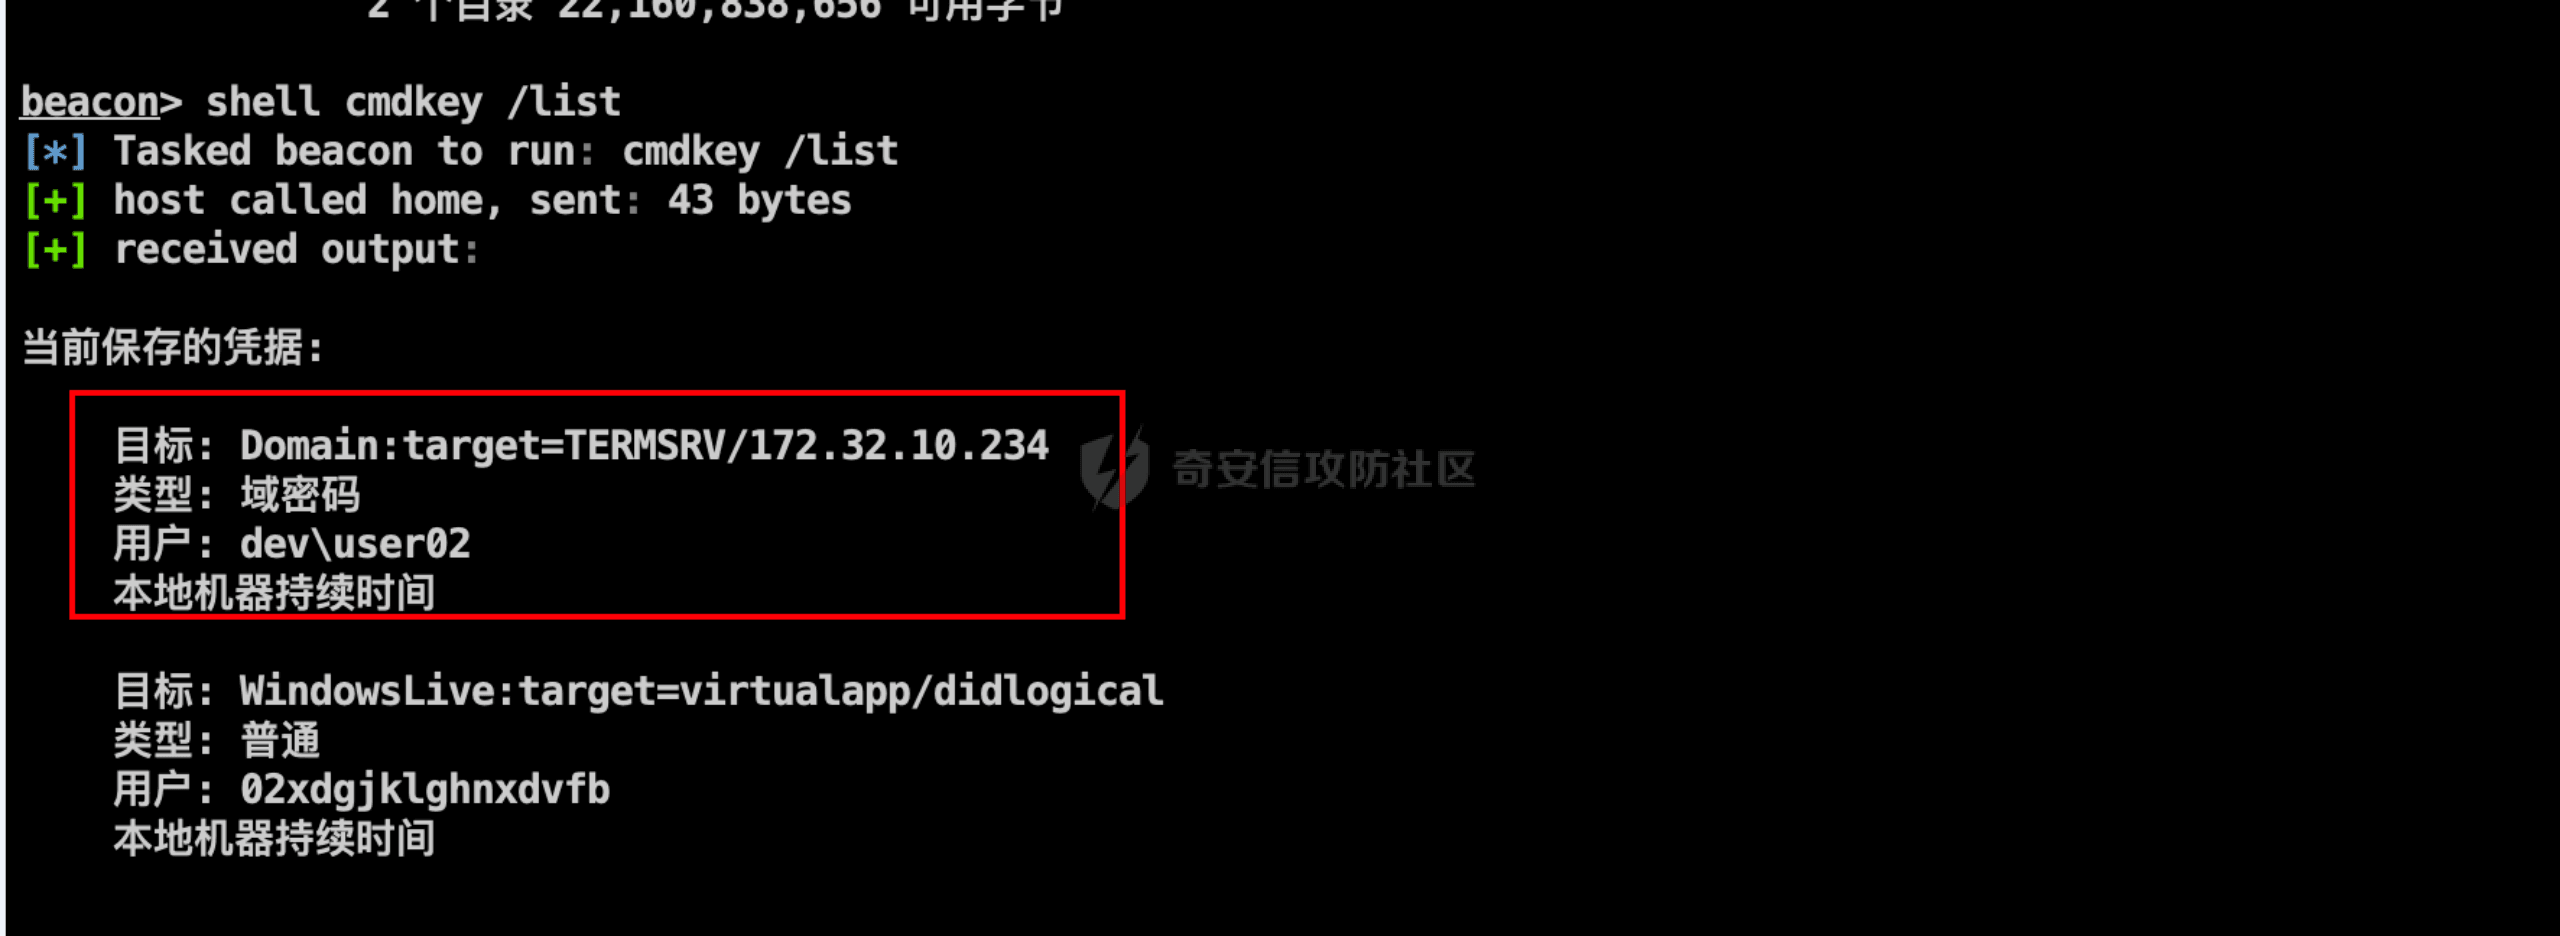 2 个目录 22,160,838,656 可用字节
beacon> shell cmdkey /list
[*] Tasked beacon to run: cmdkey /list
[+] host called home, sent: 43 bytes
[+] received output:
当前保存的凭据:
目标: Domain:target=TERMSRV/172.32.10.234
类型: 域密码
用户: dev\user02
本地机器持续时间
奇安信攻防社区
目标: WindowsLive:target=virtualapp/didlogical
类型: 普通
用户: 02xdgjklghnxdvfb
本地机器持续时间